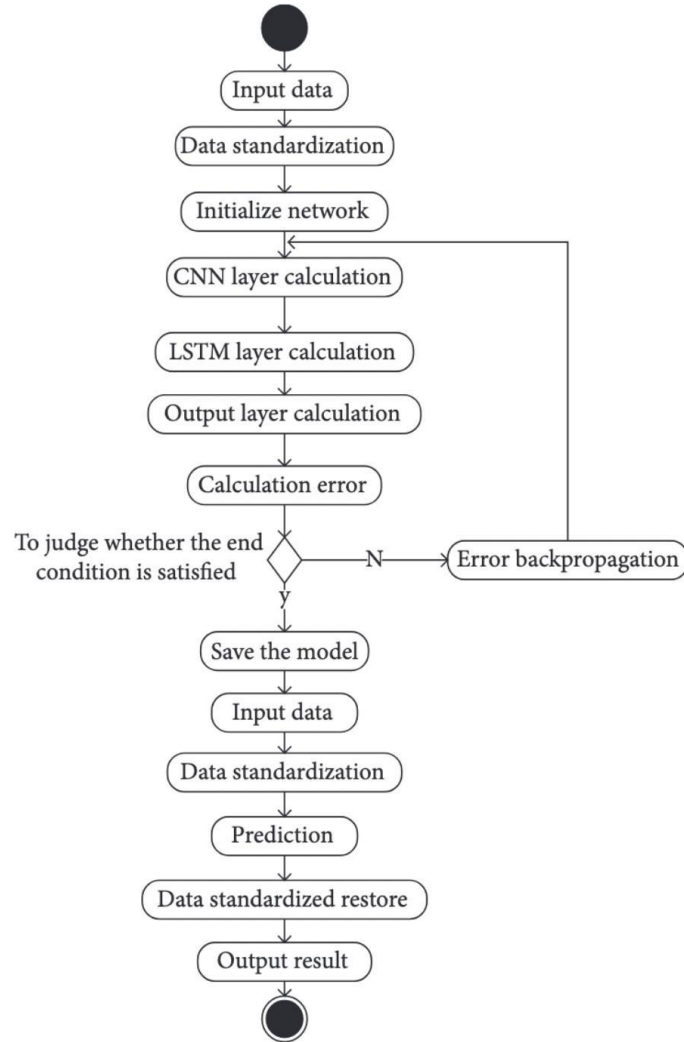 Input data
Data standardization
Initialize network
CNN layer calculation
LSTM layer calculation
Output layer calculation
Calculation error
To judge whether the end
condition is satisfied
N
Error backpropagation
y
Save the model
Input data
Data standardization
Prediction
Data standardized restore
Output result